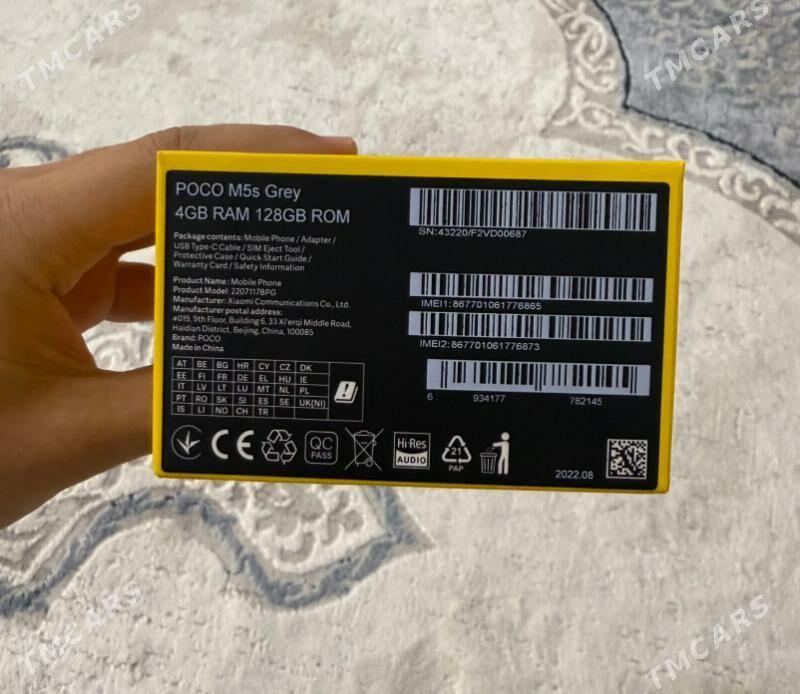 TMCARS
TMCARS
POCO M5s Grey
4GB RAM 128GB ROM
Package contents: Mobile Phone / Adapter /
USB Type-C Cable / SIM Eject Tool /
Protective Case / Quick Start Guide /
Warranty Card / Safety Information
Product Name: Mobile Phone
Product Model: 2207117BPG
Manufacturer: Xiaomi Communications Co., Ltd.
Manufacturer postal address:
#019, 9th Floor, Building 6, 33 Xi'erqi Middle Road,
Haidian District, Beijing, China, 100085
Brand: POCO
Made in China
AT BE BG HR CY CZ DK
EE FI FR DE EL HU IE
IT LV LT LU MT NL PL
PT RO SK SI ES SE UK(NI)
IS LI NO CH TR
SN:43220/F2VD00687
IMEI1:867701061776865
IMEI2:867701061776873
6 934177 782145
CE
QC
PASS
Hi-Res
AUDIO
21
PAP
2022.08
TMCARS
TMCARS